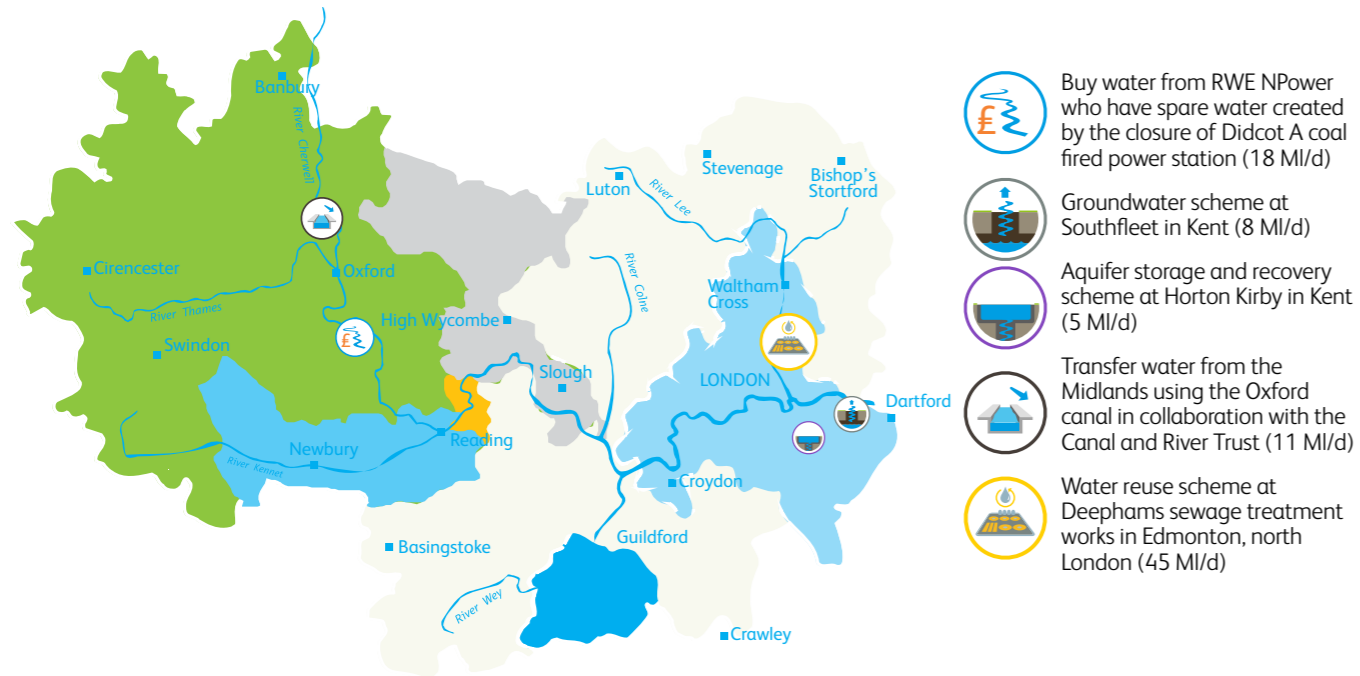 Banbury
River Cherwell
Cirencester
River Thames
Oxford
Swindon
£
High Wycombe
Slough
Reading
Newbury
River Kennet
Luton
River Lee
Stevenage
Bishop's
Stortford
River Colne
Waltham
Cross
LONDON
Dartford
Croydon
Guildford
Basingstoke
River Wey
Crawley
£
Buy water from RWE NPower
who have spare water created
by the closure of Didcot A coal
fired power station (18 Ml/d)
Groundwater scheme at
Southfleet in Kent (8 Ml/d)
Aquifer storage and recovery
scheme at Horton Kirby in Kent
(5 Ml/d)
Transfer water from the
Midlands using the Oxford
canal in collaboration with the
Canal and River Trust (11 Ml/d)
Water reuse scheme at
Deephams sewage treatment
works in Edmonton, north
London (45 Ml/d)